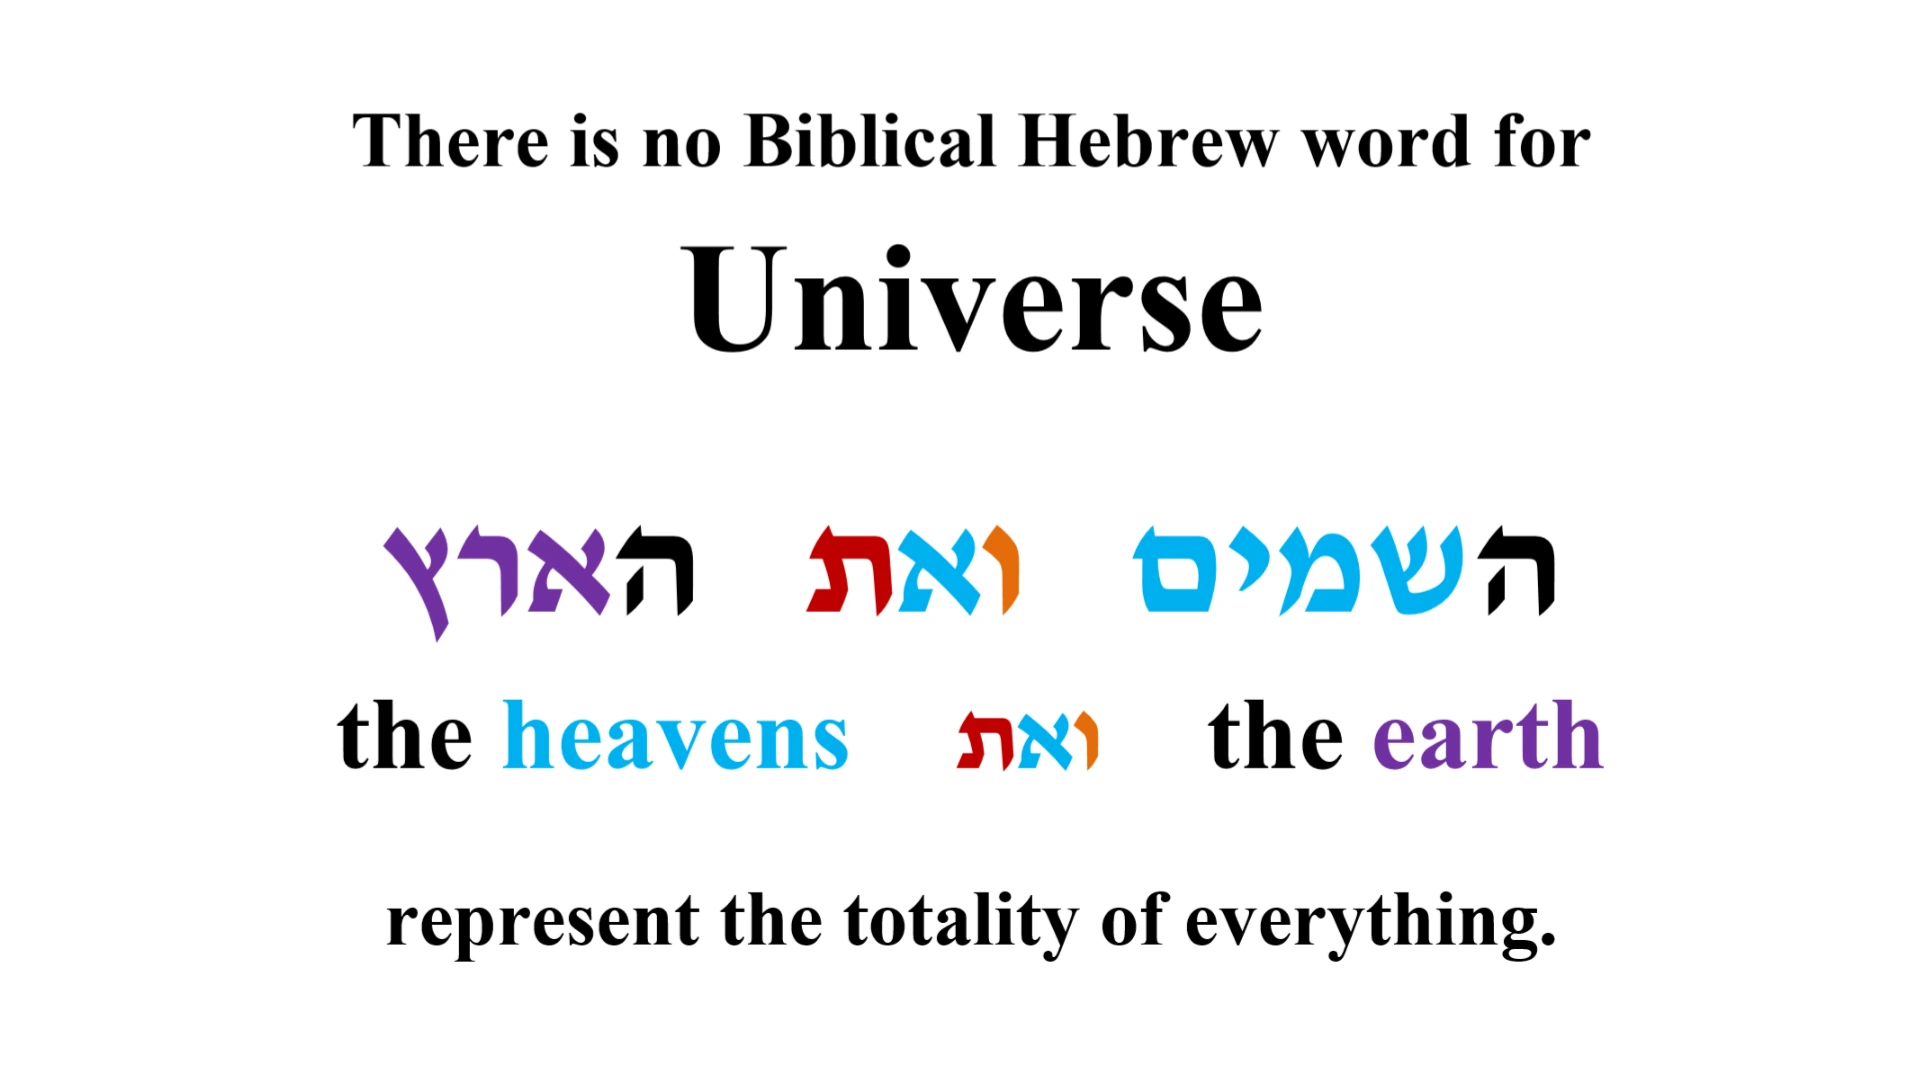 There is no Biblical Hebrew word for
Universe
השמים ואת הארץ
the heavens ואת the earth
represent the totality of everything.